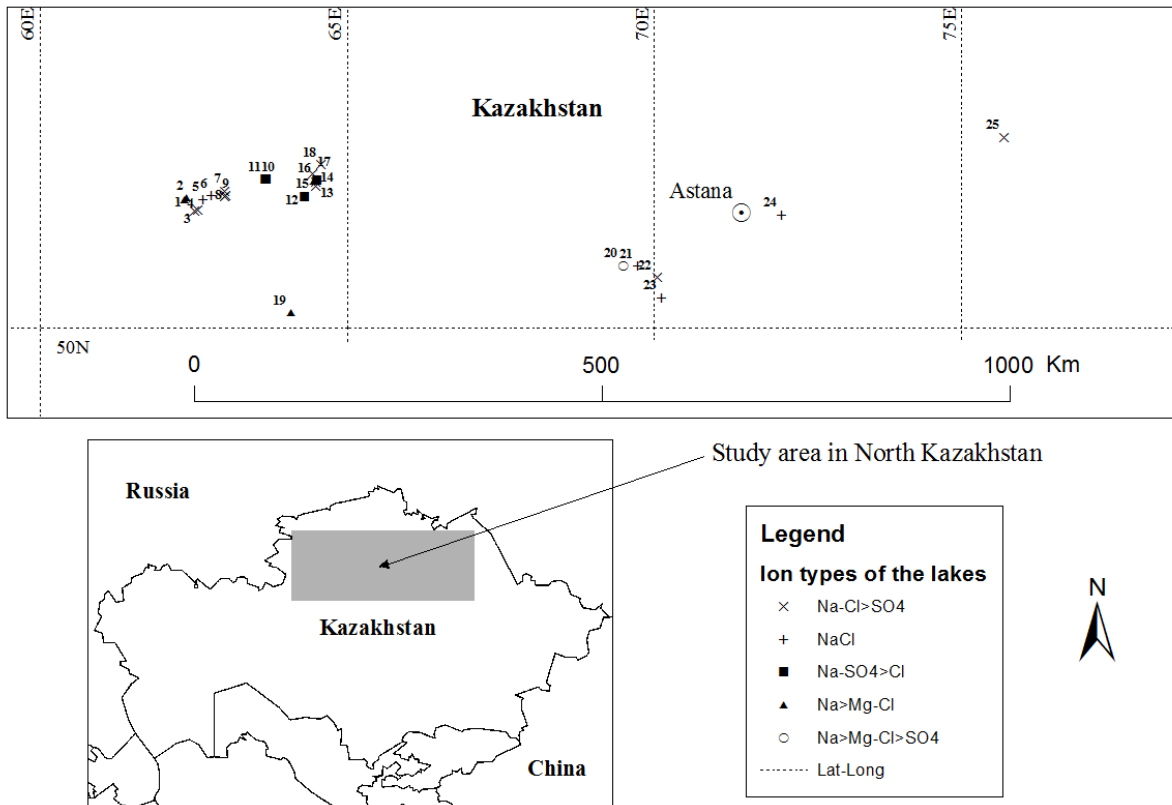 60E
65E
70E
75E
Kazakhstan
25
18
17
16
11 10
14
15
13
12
2
7
9
5
6
8
1
4
3
Astana
24
20
21
22
23
19
50N
0
500
1000 Km
Study area in North Kazakhstan
Russia
Kazakhstan
China
Legend
Ion types of the lakes
Na-Cl>SO4
NaCl
Na-SO4>Cl
Na>Mg-Cl
Na>Mg-Cl>SO4
Lat-Long
N